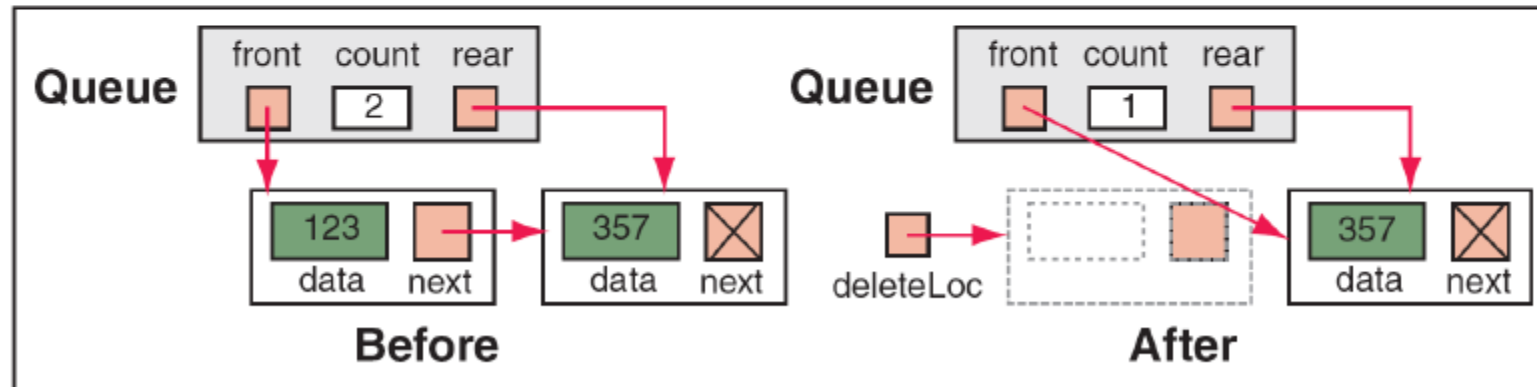 front count rear
Queue
2
123
data
next
357
data
next
Before
front count rear
Queue
1
deleteLoc
357
data
next
After